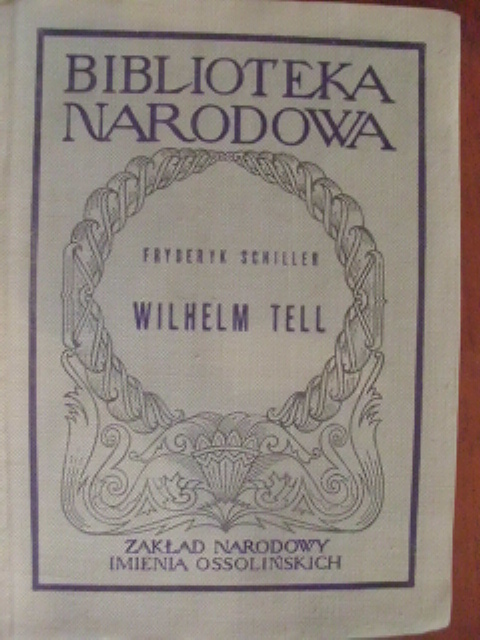 BIBLIOTEKA
NARODOWA
FRYDERYK SCHILLER
WILHELM TELL
ZAKŁAD NARODOWY
IMIENIA OSSOLIŃSKICH